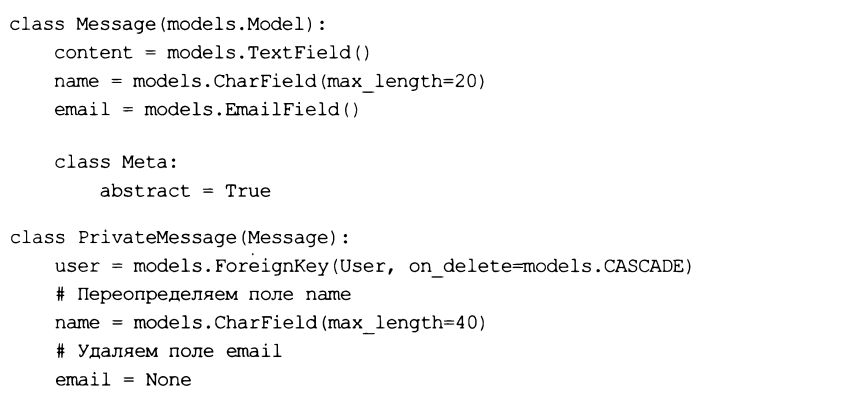 class Message(models.Model):
    content = models.TextField()
    name = models.CharField(max_length=20)
    email = models.EmailField()

    class Meta:
        abstract = True

class PrivateMessage(Message):
    user = models.ForeignKey(User, on_delete=models.CASCADE)
    # Переопределяем поле name
    name = models.CharField(max_length=40)
    # Удаляем поле email
    email = None